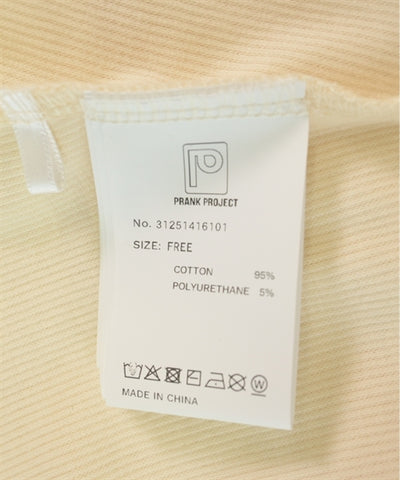 P
PRANK PROJECT
No. 31251416101
SIZE: FREE
COTTON 95%
POLYURETHANE 5%
W
MADE IN CHINA